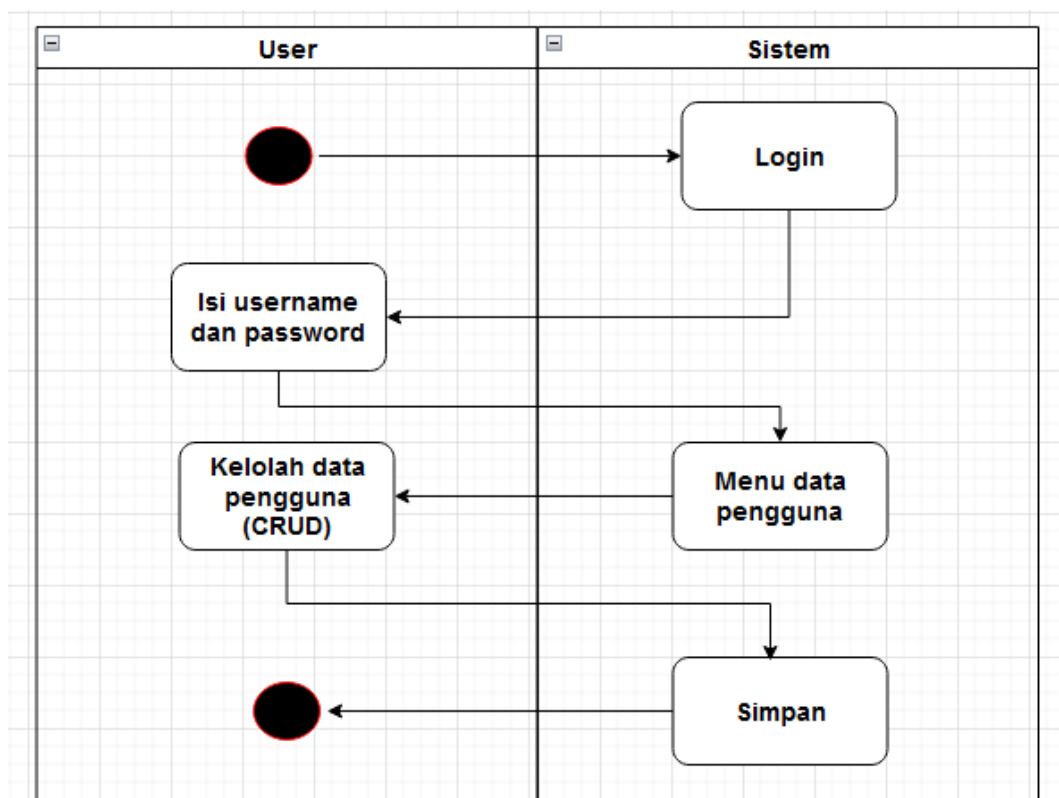 User
Sistem
Login
Isi username
dan password
Kelolah data
pengguna
(CRUD)
Menu data
pengguna
Simpan